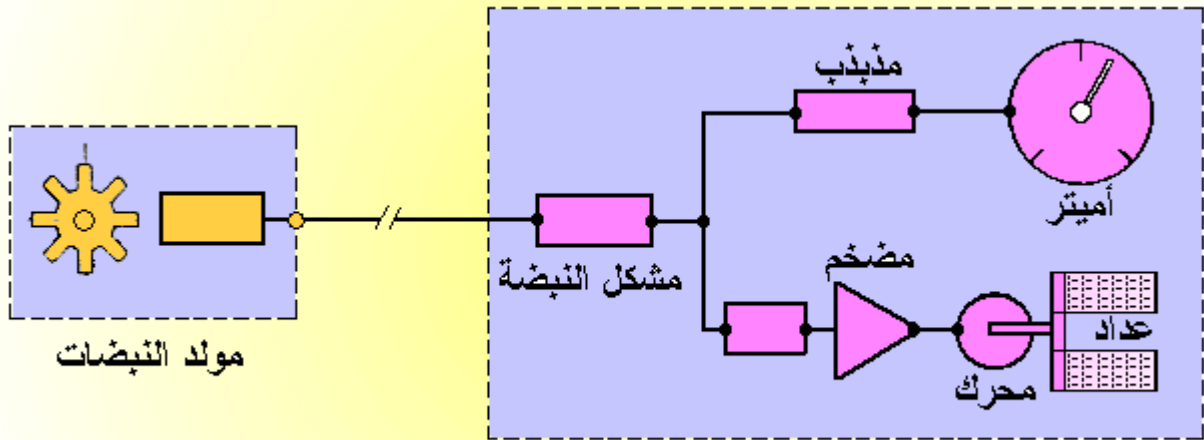 مذبذب
أميتر
مشكل النبضة
مضخم
عداد
محرك
مولد النبضات